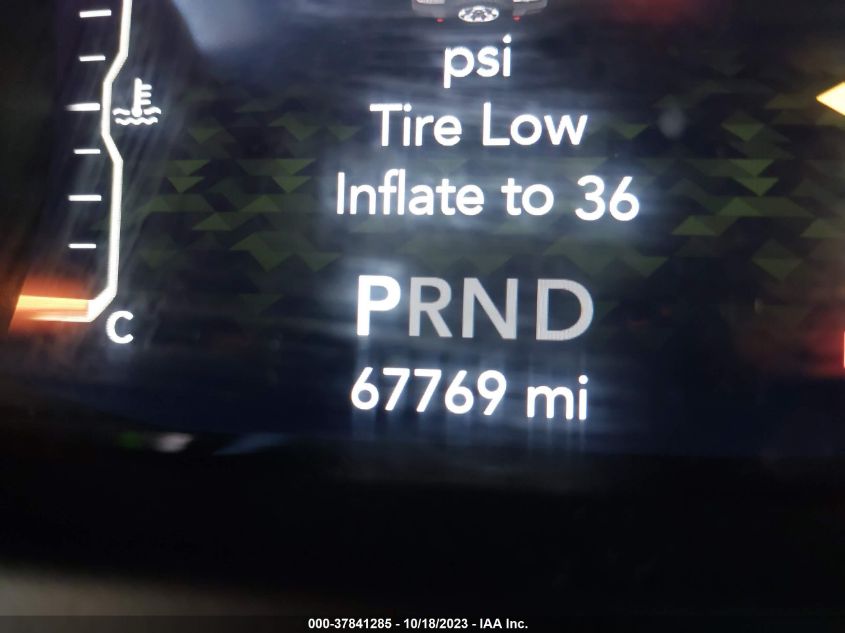 psi
Tire Low
Inflate to 36
PRND
C
67769 mi
000-37841285 - 10/18/2023 - IAA Inc.